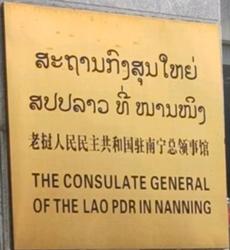 ສະຖານກົງສຸນໃຫຍ່
ສປປລາວ ທີ່ ໜານໜິງ
老挝人民民主共和国驻南宁总领事馆
THE CONSULATE GENERAL
OF THE LAO PDR IN NANNING